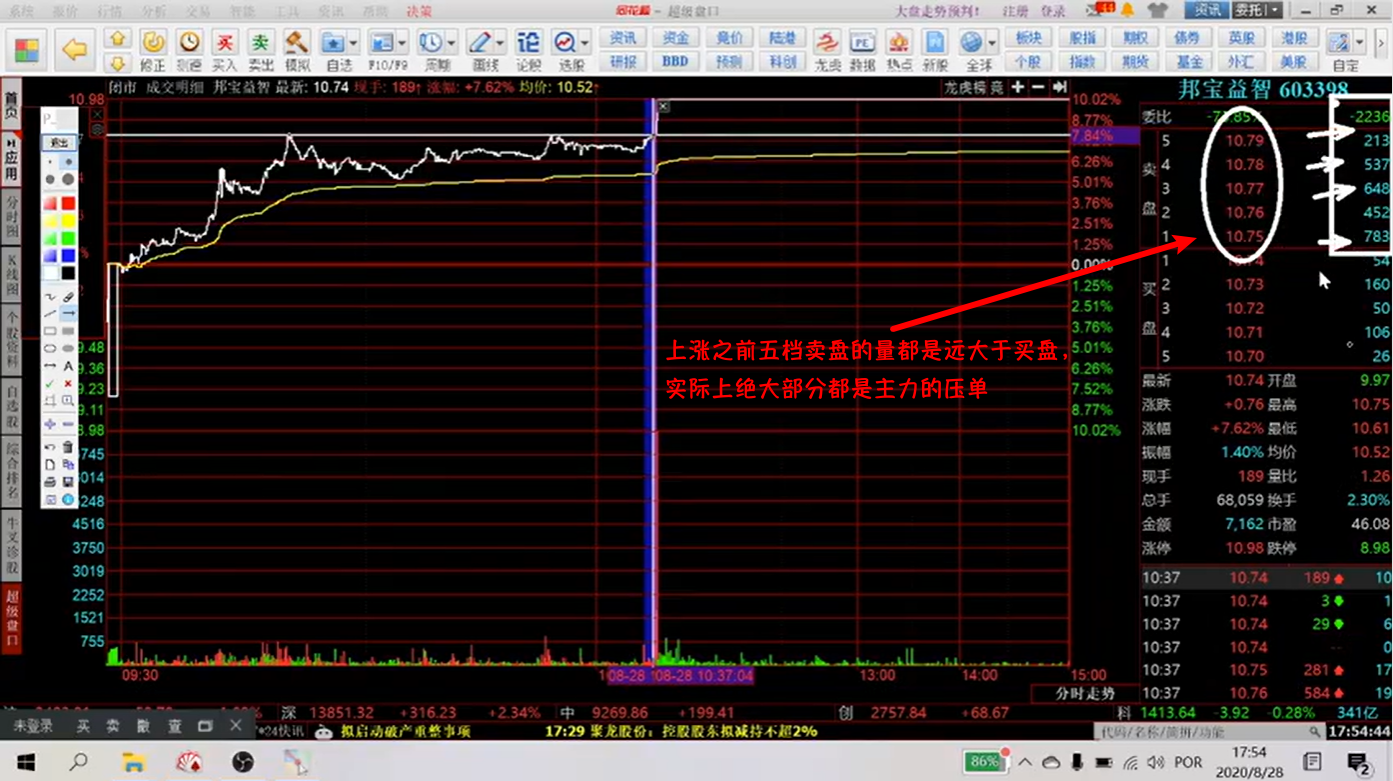 系统 报价 行情 分析 交易 智能 工具 资讯 帮助 决策
同花顺 - 超级盘口
大盘走势预判! 注册 登录
资讯 委托
修正 测速 买入 卖出 模拟 自选 F10/F9 周期 画线 论股 选股
资讯 资金 竞价 陆港
研报 BBD 预测 科创
龙虎 数据 热点 新股 全球
板块 股指 期权 债券 英股 港股
个股 指数 期货 基金 外汇 美股
自定
首页
应用
分时图
K线图
个股资料
自选股
综合排名
牛叉诊股
超级盘口
闭市 成交明细 邦宝益智 最新: 10.74 现手: 189↑ 涨幅: +7.62% 均价: 10.52↑
龙虎榜 竞
10.98
9.48
9.36
9.23
9.11
8.98
745
014
248
4516
3750
3019
2252
1521
755
退出
A
10.02%
8.77%
7.84%
6.26%
5.01%
3.76%
2.51%
1.25%
0.00%
1.25%
2.51%
3.76%
5.01%
6.26%
7.52%
8.77%
10.02%
09:30
08-28 10.37.04
13:00
14:00
15:00
分时走势
上涨之前五档卖盘的量都是远大于买盘,
实际上绝大部分都是主力的压单
邦宝益智 603398
委比 -2236
卖盘
5 10.79 213
4 10.78 537
3 10.77 648
2 10.76 452
1 10.75 783
买盘
1 10.74 54
2 10.73 160
3 10.72 50
4 10.71 106
5 10.70 26
最新 10.74 开盘 9.97
涨跌 +0.76 最高 10.75
涨幅 +7.62% 最低 10.61
振幅 1.40% 均价 10.52
现手 189 量比 1.26
总手 68,059 换手 2.30%
金额 7,162 市盈 46.08
涨停 10.98 跌停 8.98
10:37 10.74 189 10
10:37 10.74 3 1
10:37 10.74 29 6
10:37 10.74 -- 0
10:37 10.75 281 17
10:37 10.76 584 19
深 13851.32 +316.23 +2.34% 中 9269.86 +199.41 创 2757.84 +68.67 科 1413.64 -3.92 -0.28% 341亿
未登录 买 卖 撤 查
*24快讯 拟启动破产重整事项 17:29 聚龙股份: 控股股东拟减持不超2%
代码/名称/简拼/功能 17:54:44
86% POR 17:54
2020/8/28
2